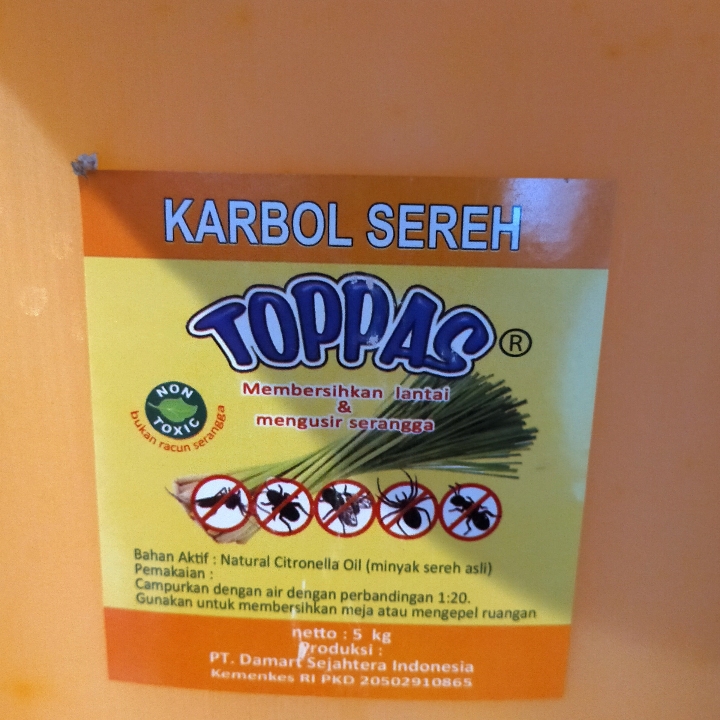 KARBOL SEREH
TOPPAS ®
Membersihkan lantai
&
mengusir serangga
NON
TOXIC
bukan racun serangga
Bahan Aktif : Natural Citronella Oil (minyak sereh asli)
Pemakaian :
Campurkan dengan air dengan perbandingan 1:20.
Gunakan untuk membersihkan meja atau mengepel ruangan
netto : 5 kg
Produksi :
PT. Damart Sejahtera Indonesia
Kemenkes RI PKD 20502910865